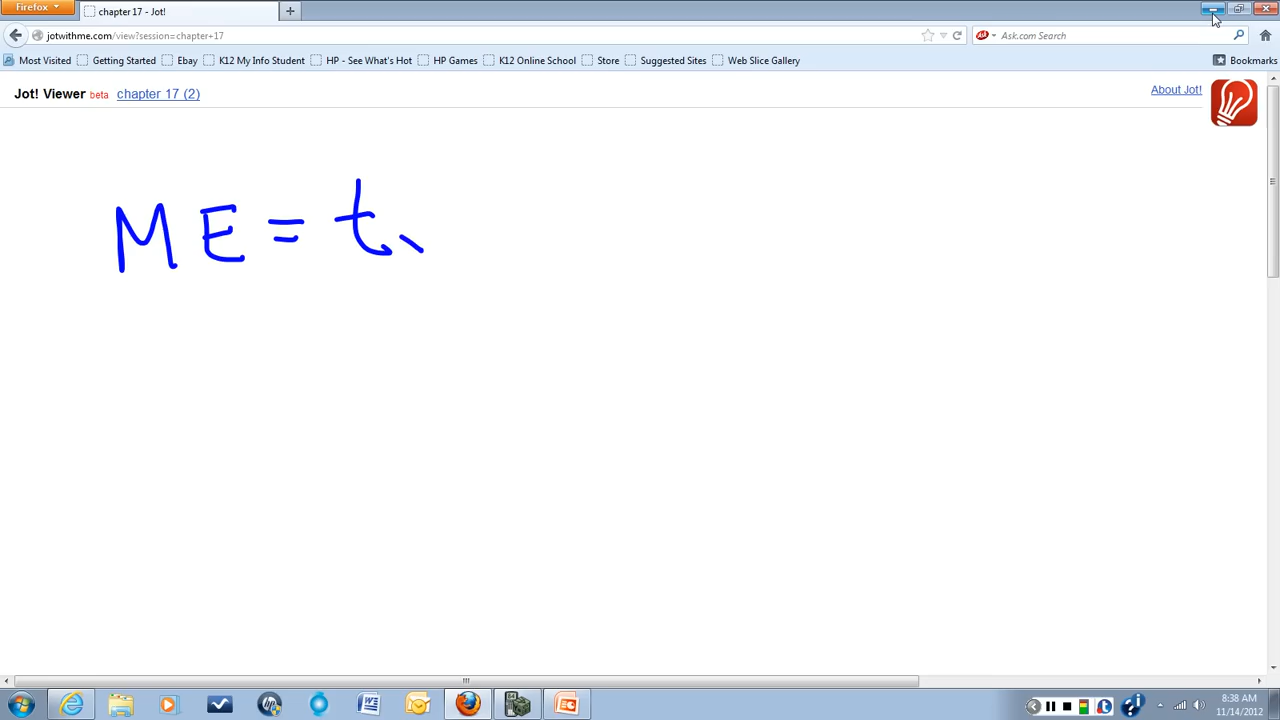 Firefox
chapter 17 - Jot!
jotwithme.com/view?session=chapter+17
Ask.com Search
Most Visited Getting Started Ebay K12 My Info Student HP - See What's Hot HP Games K12 Online School Store Suggested Sites Web Slice Gallery Bookmarks
Jot! Viewer beta chapter 17 (2) About Jot!
M E = t
8:38 AM
11/14/2012